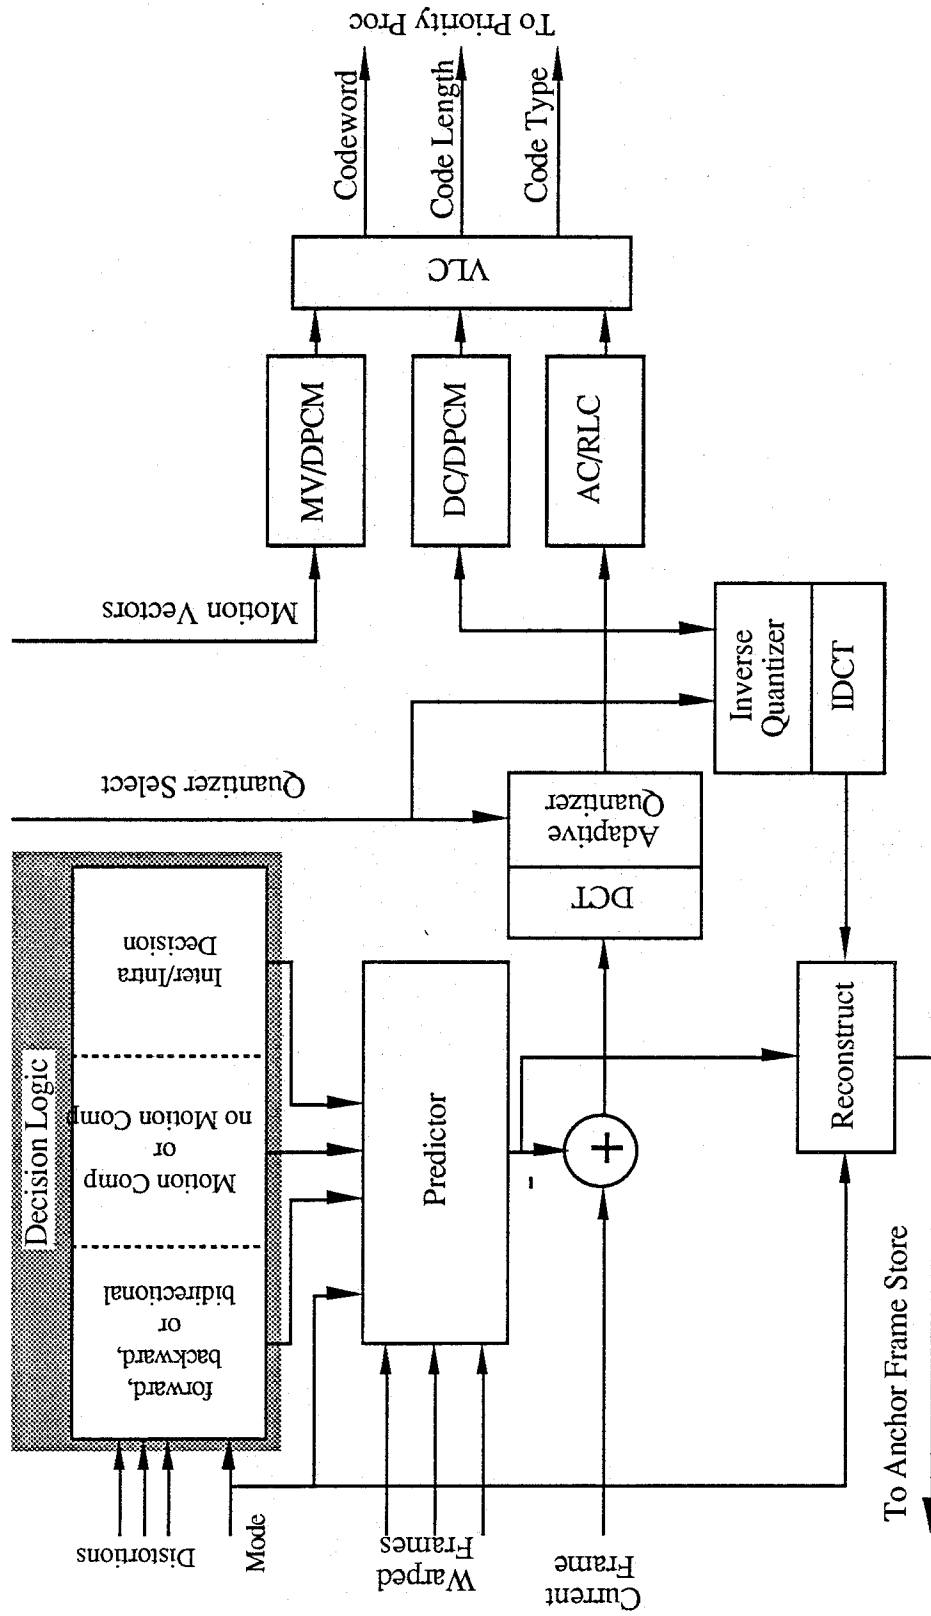 To Priority Proc
Codeword
Code Length
Code Type
VLC
MV/DPCM
DC/DPCM
AC/RLC
Motion Vectors
Quantizer Select
Inverse
Quantizer
IDCT
Adaptive
Quantizer
DCT
Decision Logic
Inter/Intra
Decision
Motion Comp
or
no Motion Comp
forward,
backward,
or
bidirectional
Predictor
+
-
Reconstruct
Distortions
Mode
Warped
Frames
Current
Frame
To Anchor Frame Store